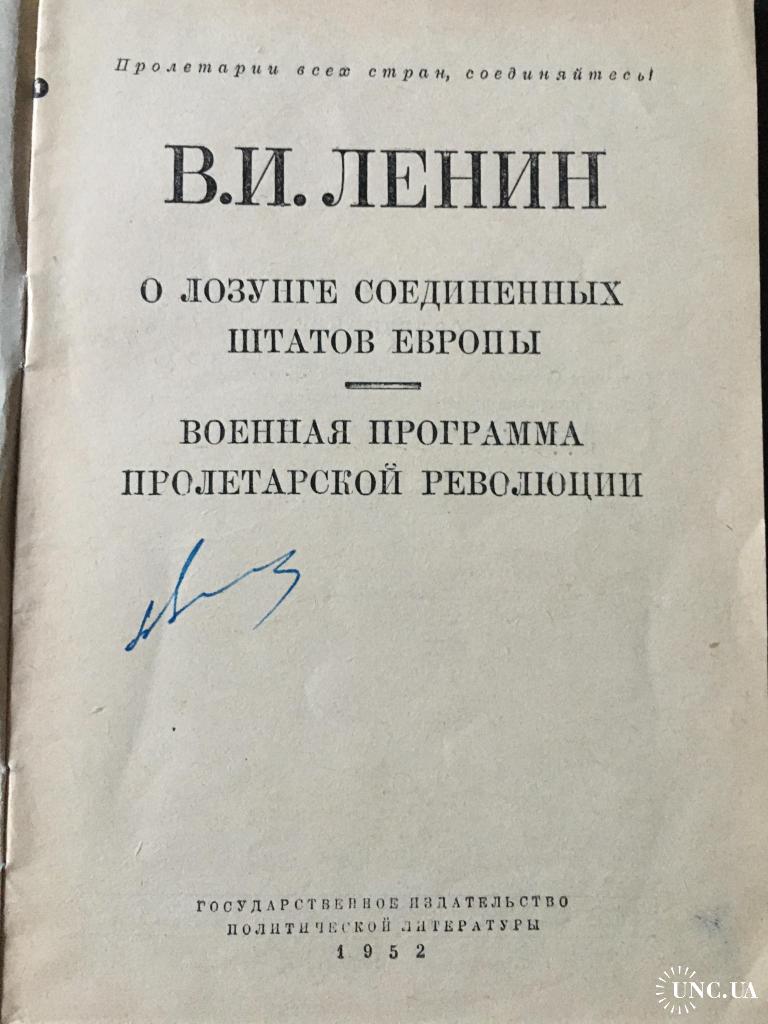 Пролетарии всех стран, соединяйтесь!
В.И. ЛЕНИН
О ЛОЗУНГЕ СОЕДИНЕННЫХ
ШТАТОВ ЕВРОПЫ
ВОЕННАЯ ПРОГРАММА
ПРОЛЕТАРСКОЙ РЕВОЛЮЦИИ
ГОСУДАРСТВЕННОЕ ИЗДАТЕЛЬСТВО
ПОЛИТИЧЕСКОЙ ЛИТЕРАТУРЫ
1952
UNC.UA